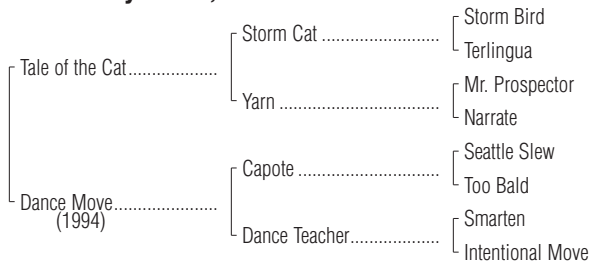 Storm Bird
Storm Cat ........................
Terlingua
Tale of the Cat..................
Mr. Prospector
Yarn ................................
Narrate
Seattle Slew
Capote ............................
Too Bald
Dance Move.....................
(1994)
Smarten
Dance Teacher..................
Intentional Move